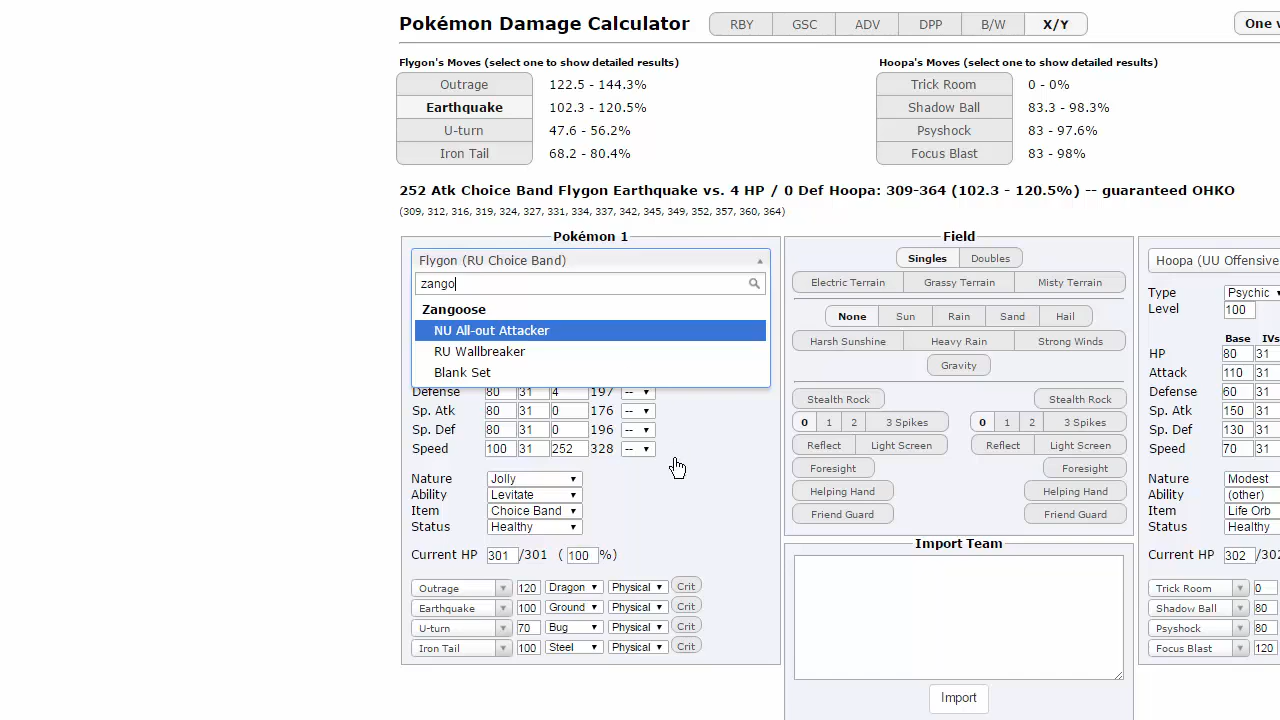 Pokémon Damage Calculator RBY GSC ADV DPP B/W X/Y One v
Flygon's Moves (select one to show detailed results)
Outrage 122.5 - 144.3%
Earthquake 102.3 - 120.5%
U-turn 47.6 - 56.2%
Iron Tail 68.2 - 80.4%
Hoopa's Moves (select one to show detailed results)
Trick Room 0 - 0%
Shadow Ball 83.3 - 98.3%
Psyshock 83 - 97.6%
Focus Blast 83 - 98%
252 Atk Choice Band Flygon Earthquake vs. 4 HP / 0 Def Hoopa: 309-364 (102.3 - 120.5%) -- guaranteed OHKO
(309, 312, 316, 319, 324, 327, 331, 334, 337, 342, 345, 349, 352, 357, 360, 364)
Pokémon 1
Flygon (RU Choice Band)
zango
Zangoose
NU All-out Attacker
RU Wallbreaker
Blank Set
Defense 80 31 4 197 --
Sp. Atk 80 31 0 176 --
Sp. Def 80 31 0 196 --
Speed 100 31 252 328 --
Nature Jolly
Ability Levitate
Item Choice Band
Status Healthy
Current HP 301 /301 ( 100 %)
Outrage 120 Dragon Physical Crit
Earthquake 100 Ground Physical Crit
U-turn 70 Bug Physical Crit
Iron Tail 100 Steel Physical Crit
Field
Singles Doubles
Electric Terrain Grassy Terrain Misty Terrain
None Sun Rain Sand Hail
Harsh Sunshine Heavy Rain Strong Winds
Gravity
Stealth Rock Stealth Rock
0 1 2 3 Spikes 0 1 2 3 Spikes
Reflect Light Screen Reflect Light Screen
Foresight Foresight
Helping Hand Helping Hand
Friend Guard Friend Guard
Import Team
Import
Hoopa (UU Offensive
Type Psychic
Level 100
Base IVs
HP 80 31
Attack 110 31
Defense 60 31
Sp. Atk 150 31
Sp. Def 130 31
Speed 70 31
Nature Modest
Ability (other)
Item Life Orb
Status Healthy
Current HP 302 /302
Trick Room 0
Shadow Ball 80
Psyshock 80
Focus Blast 120